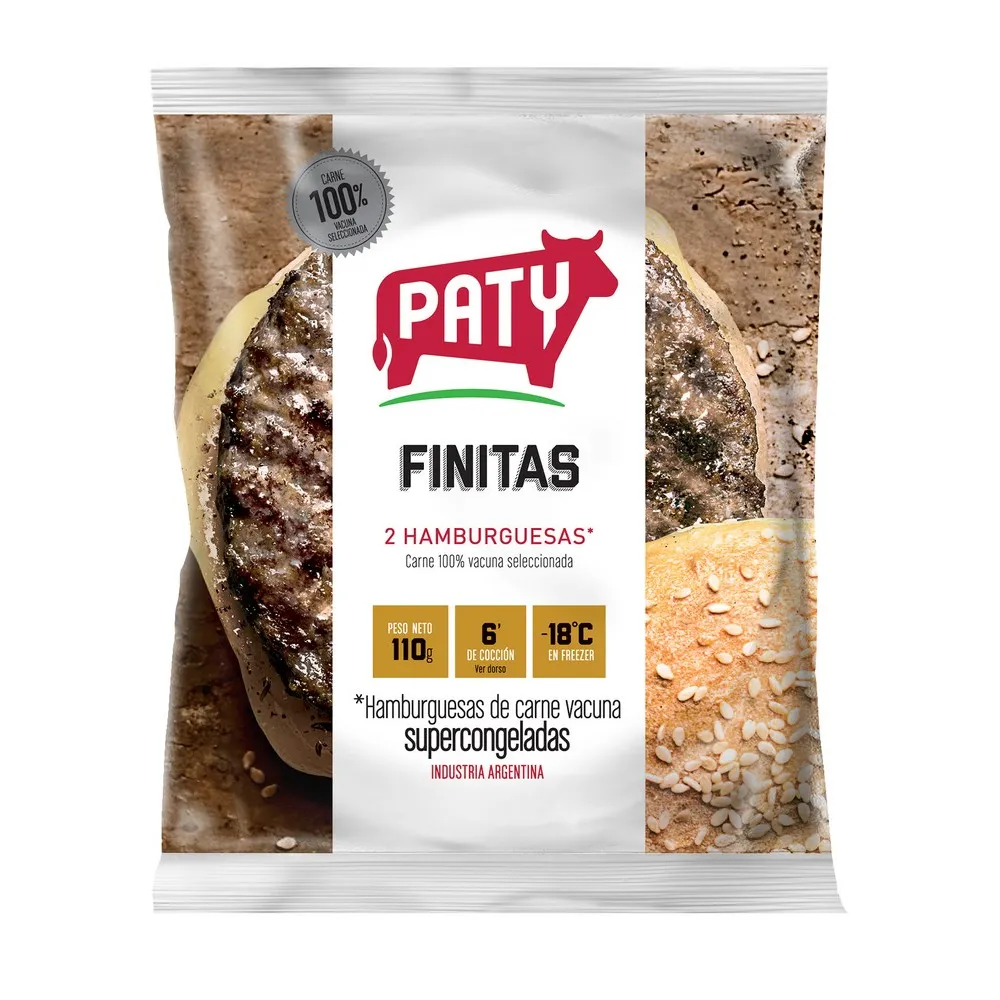 CARNE
100%
VACUNA
SELECCIONADA
PATY
FINITAS
2 HAMBURGUESAS*
Carne 100% vacuna seleccionada
PESO NETO
110g
6'
DE COCCIÓN
Ver dorso
-18°C
EN FREEZER
*Hamburguesas de carne vacuna
supercongeladas
INDUSTRIA ARGENTINA